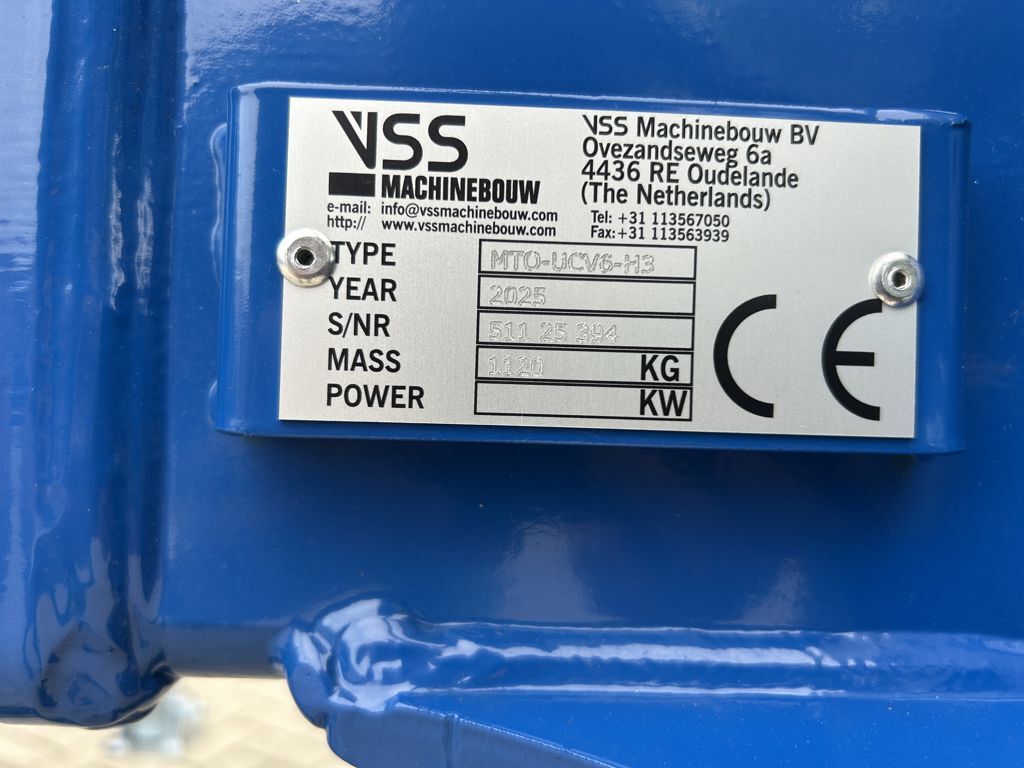 VSS
MACHINEBOUW
e-mail: info@vssmachinebouw.com
http:// www.vssmachinebouw.com
VSS Machinebouw BV
Ovezandseweg 6a
4436 RE Oudelande
(The Netherlands)
Tel: +31 113567050
Fax:+31 113563939
TYPE MTO-UCV6-H3
YEAR 2025
S/NR 511 25 394
MASS 1120 KG
POWER KW
CE